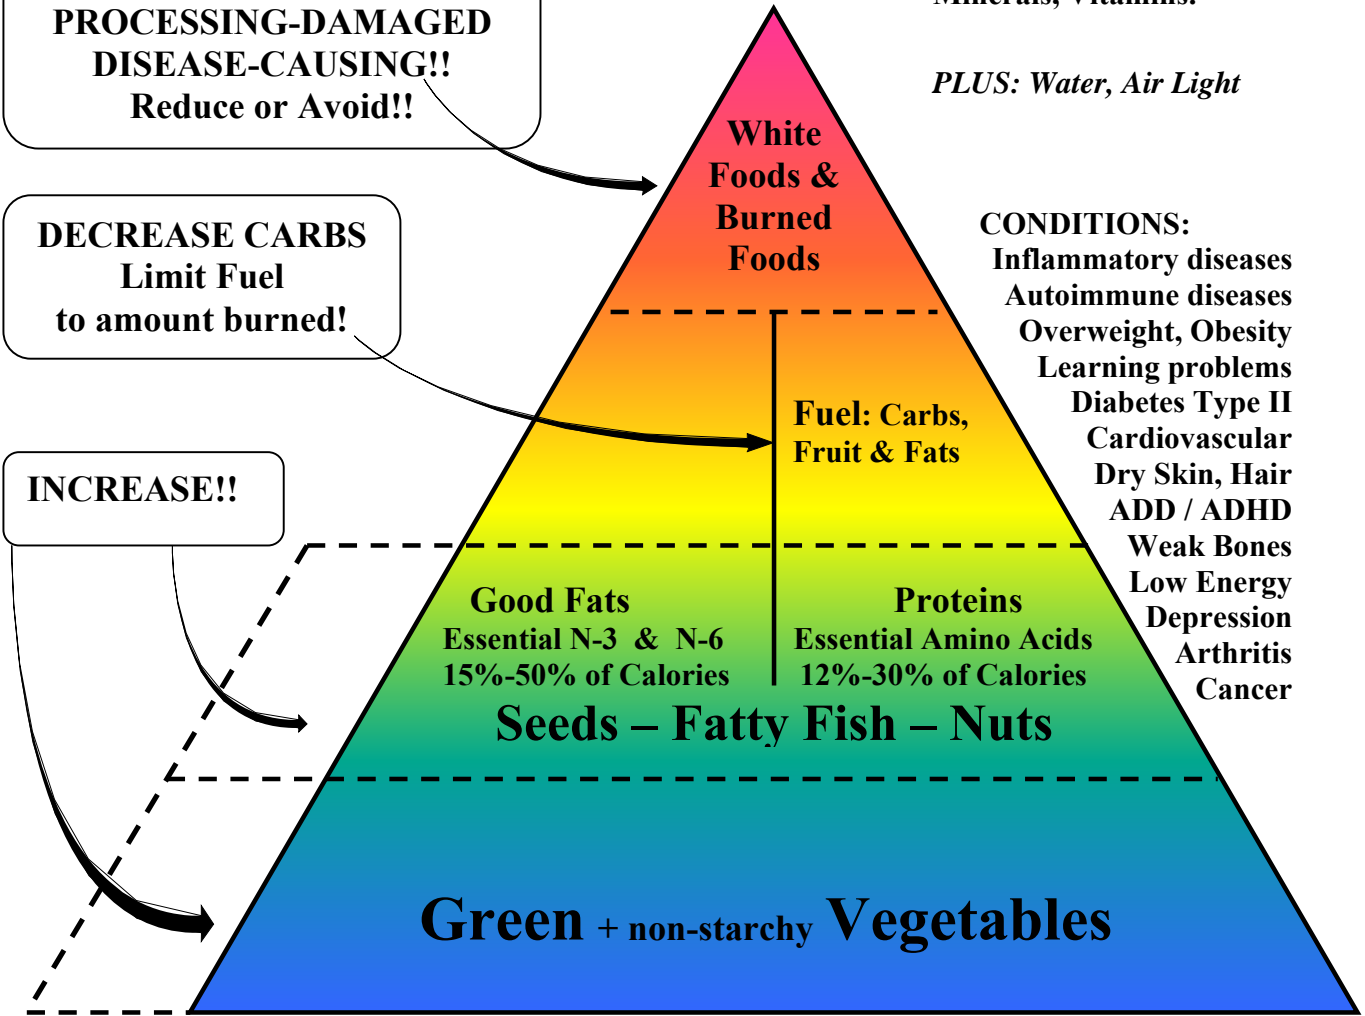 Minerals, Vitamins!
PROCESSING-DAMAGED
DISEASE-CAUSING!!
Reduce or Avoid!!
PLUS: Water, Air Light
White
Foods &
Burned
Foods
DECREASE CARBS
Limit Fuel
to amount burned!
CONDITIONS:
Inflammatory diseases
Autoimmune diseases
Overweight, Obesity
Learning problems
Diabetes Type II
Cardiovascular
Dry Skin, Hair
ADD / ADHD
Weak Bones
Low Energy
Depression
Arthritis
Cancer
Fuel: Carbs,
Fruit & Fats
INCREASE!!
Good Fats
Essential N-3 & N-6
15%-50% of Calories
Proteins
Essential Amino Acids
12%-30% of Calories
Seeds – Fatty Fish – Nuts
Green + non-starchy Vegetables